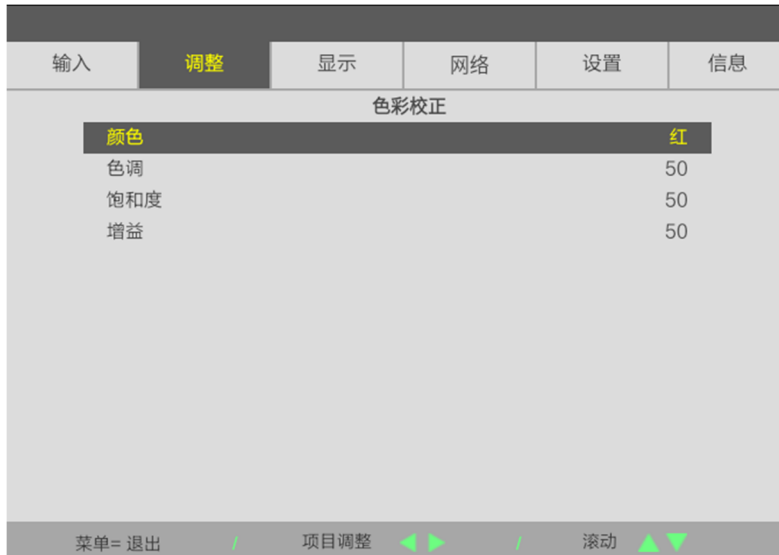 输入 调整 显示 网络 设置 信息
色彩校正
颜色 红
色调 50
饱和度 50
增益 50
菜单= 退出 / 项目调整 ◀ ▶ / 滚动 ▲ ▼